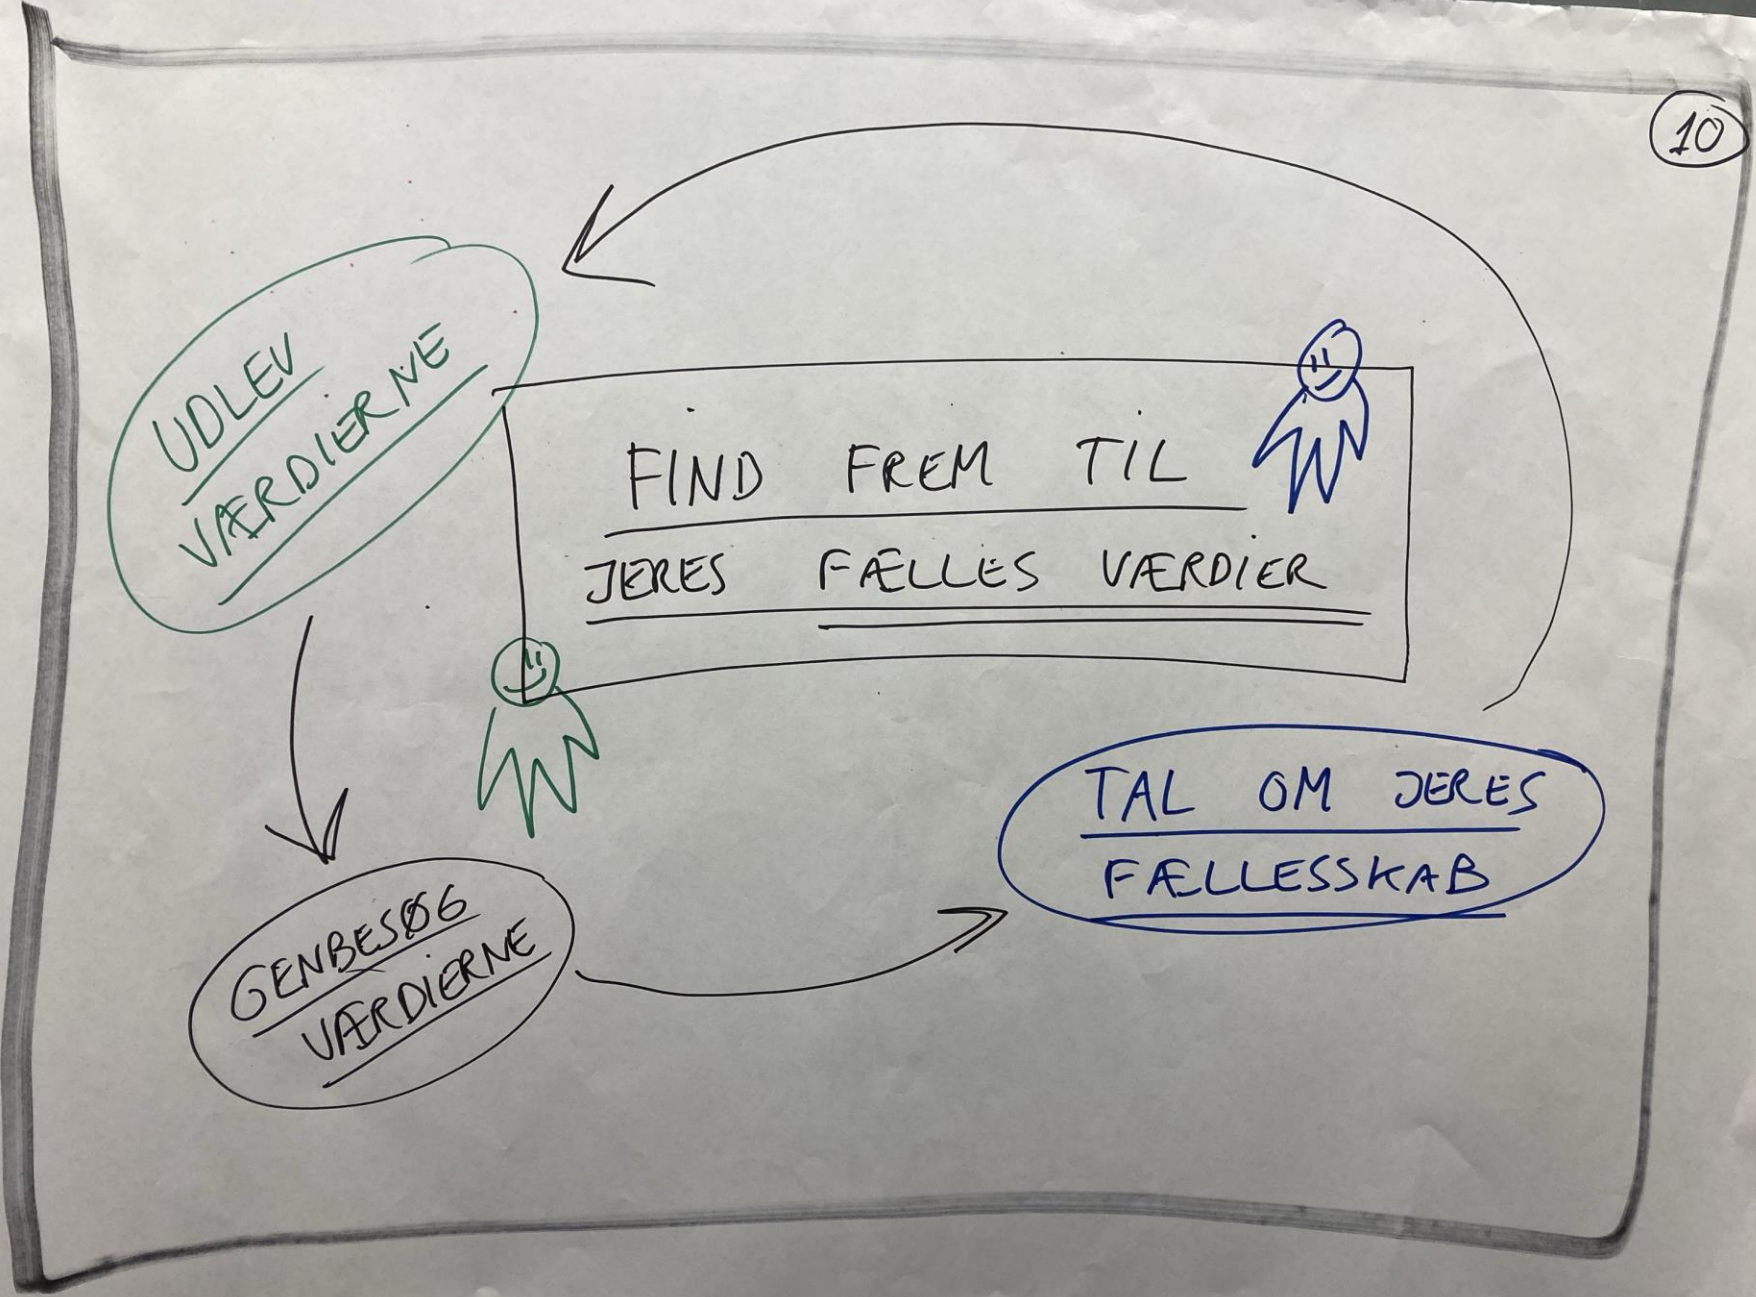 10
UDLEV
VÆRDIERNE
FIND FREM TIL
JERES FÆLLES VÆRDIER
TAL OM JERES
FÆLLESSKAB
GENBESØG
VÆRDIERNE